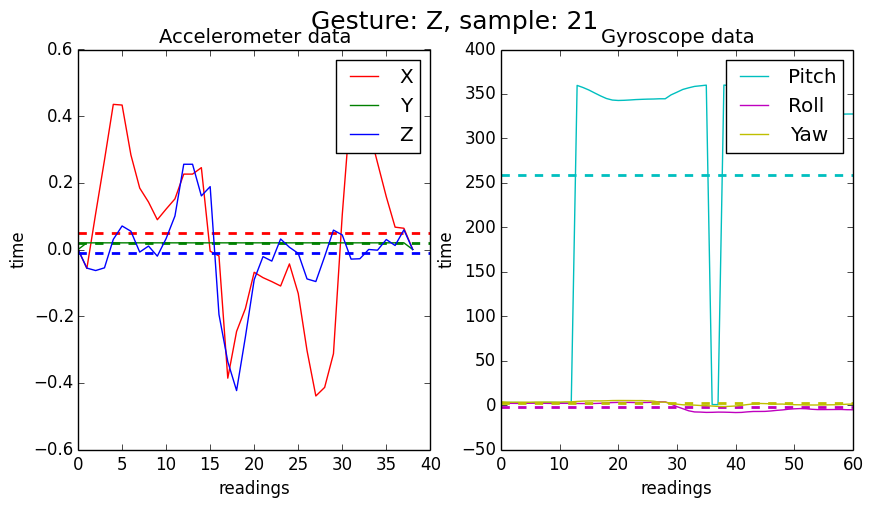 Gesture: Z, sample: 21
Accelerometer data
0.6
0.4
0.2
0.0
−0.2
−0.4
−0.6
time
0 5 10 15 20 25 30 35 40
readings
X
Y
Z
Gyroscope data
400
350
300
250
200
150
100
50
0
−50
time
0 10 20 30 40 50 60
readings
Pitch
Roll
Yaw